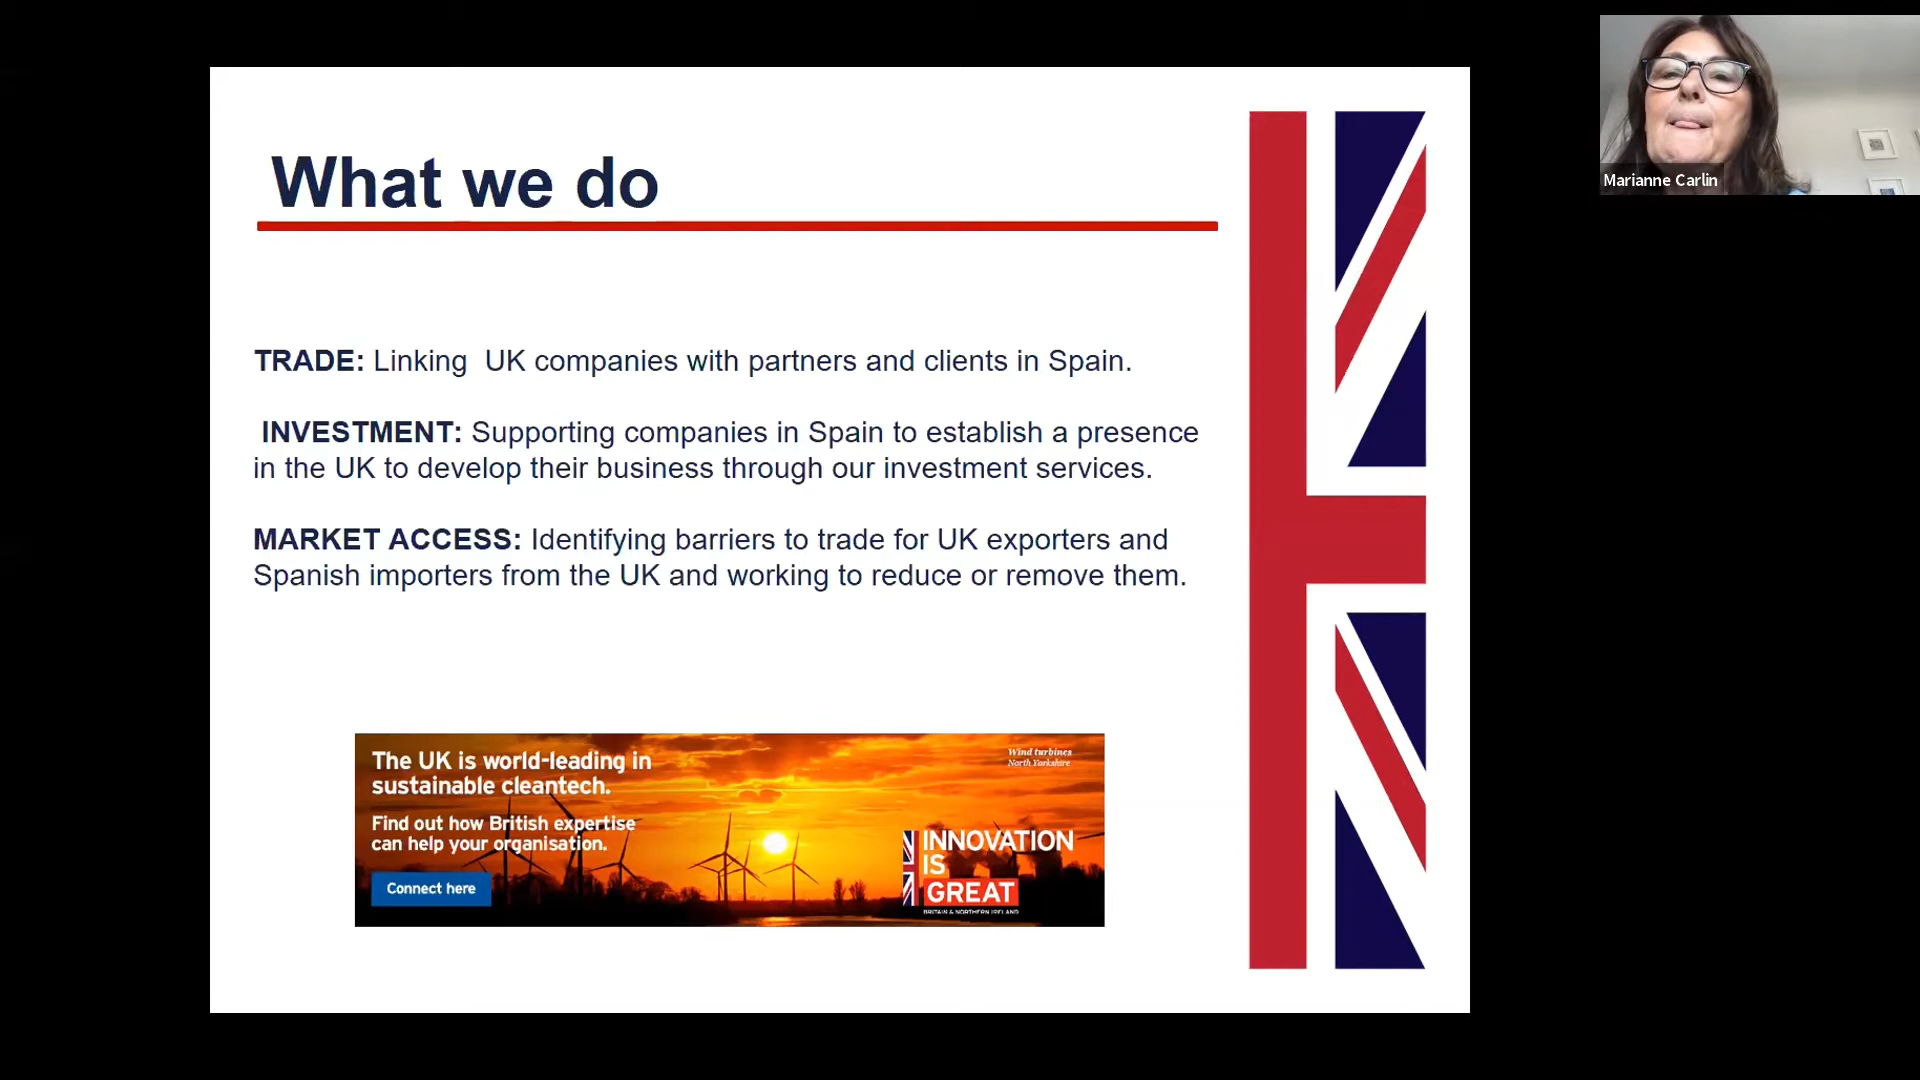 What we do
TRADE: Linking  UK companies with partners and clients in Spain.
INVESTMENT: Supporting companies in Spain to establish a presence
in the UK to develop their business through our investment services.
MARKET ACCESS: Identifying barriers to trade for UK exporters and
Spanish importers from the UK and working to reduce or remove them.
The UK is world-leading in
sustainable cleantech.
Find out how British expertise
can help your organisation.
Connect here
Wind turbines
North Yorkshire
INNOVATION
IS
GREAT
BRITAIN & NORTHERN IRELAND
Marianne Carlin